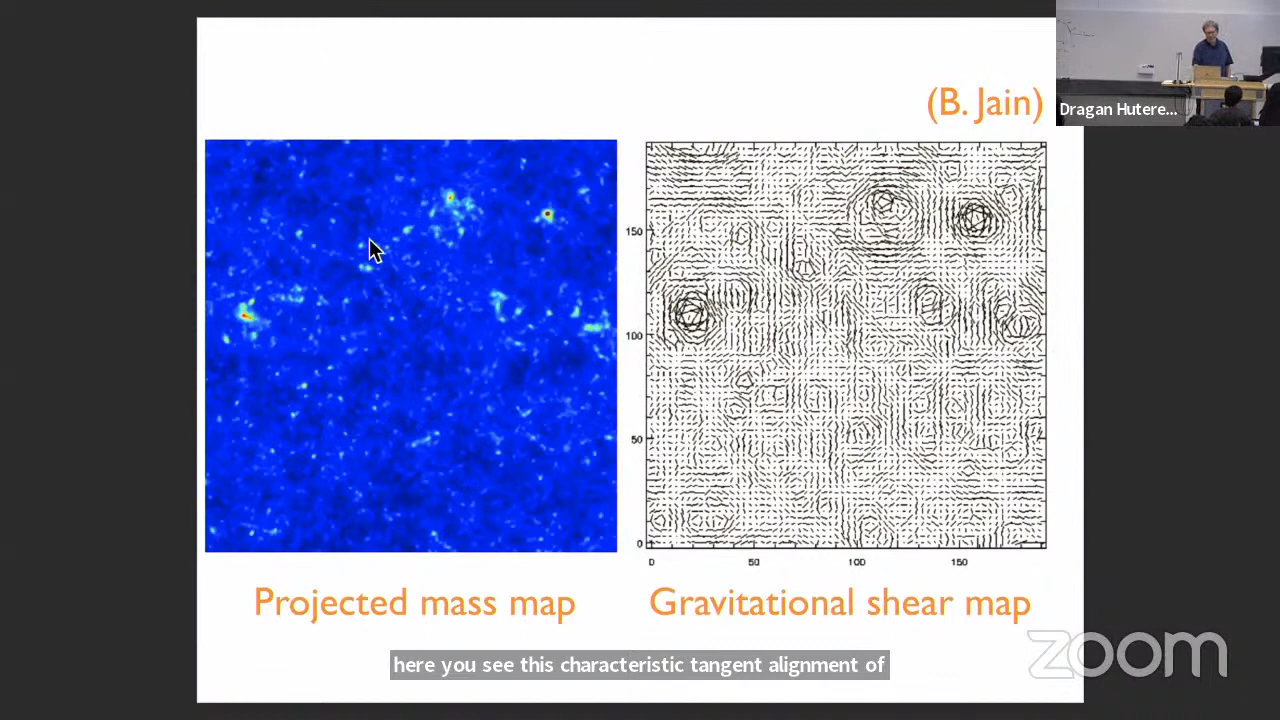 (B. Jain)
Dragan Hutere...
150
100
50
0
0 50 100 150
Projected mass map
Gravitational shear map
here you see this characteristic tangent alignment of
zoom